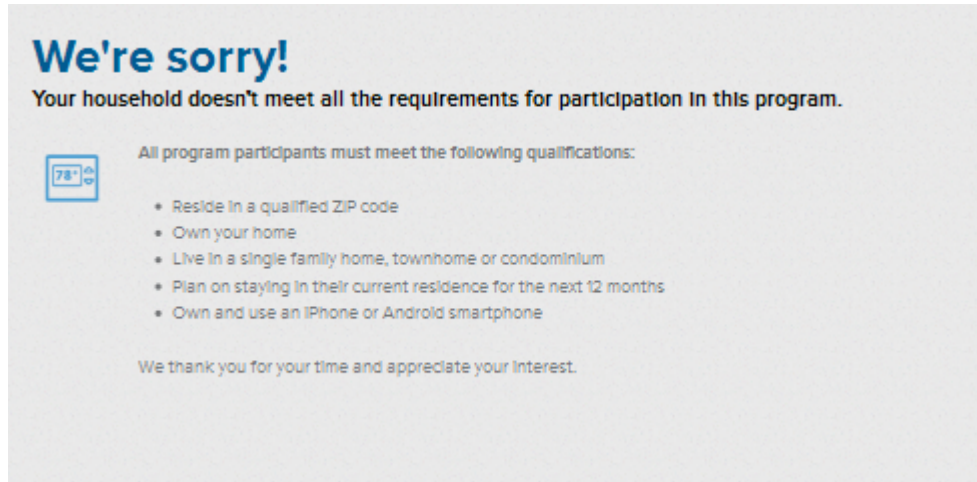 We're sorry!
Your household doesn't meet all the requirements for participation in this program.
All program participants must meet the following qualifications:
78°
• Reside in a qualified ZIP code
• Own your home
• Live in a single family home, townhome or condominium
• Plan on staying in their current residence for the next 12 months
• Own and use an iPhone or Android smartphone
We thank you for your time and appreciate your interest.